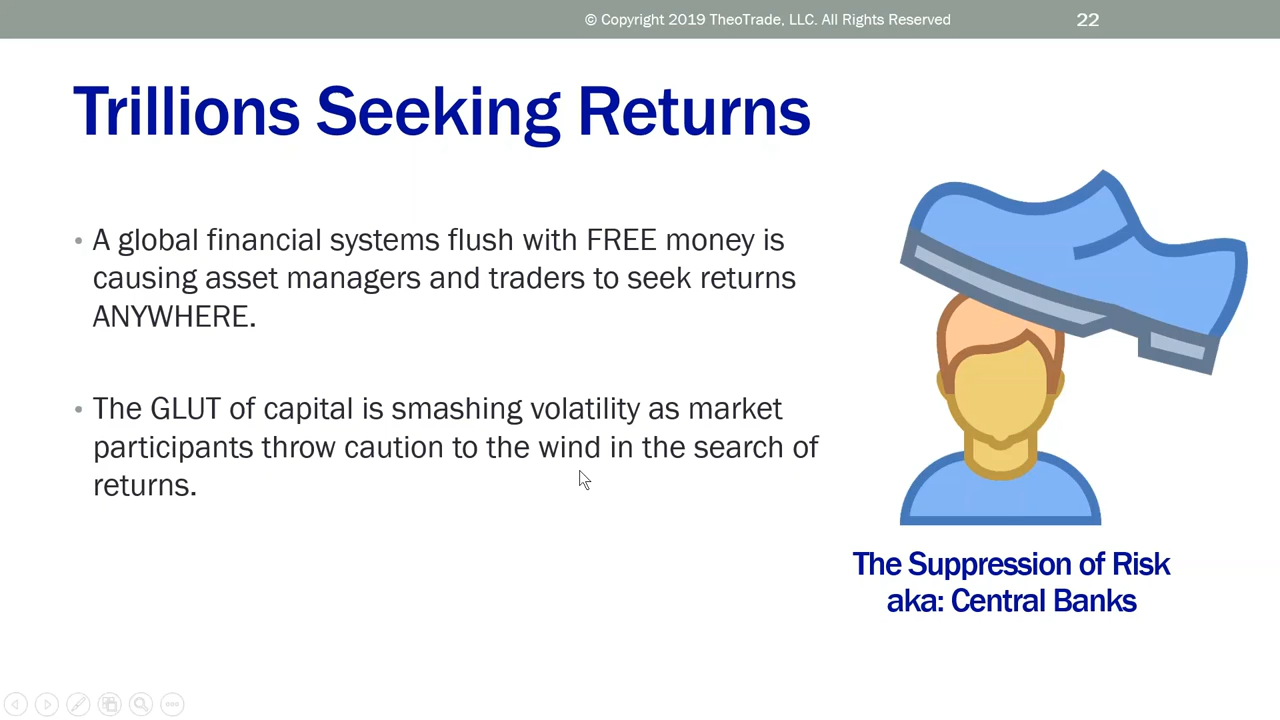 © Copyright 2019 TheoTrade, LLC. All Rights Reserved
22
Trillions Seeking Returns
• A global financial systems flush with FREE money is
causing asset managers and traders to seek returns
ANYWHERE.
• The GLUT of capital is smashing volatility as market
participants throw caution to the wind in the search of
returns.
The Suppression of Risk
aka: Central Banks